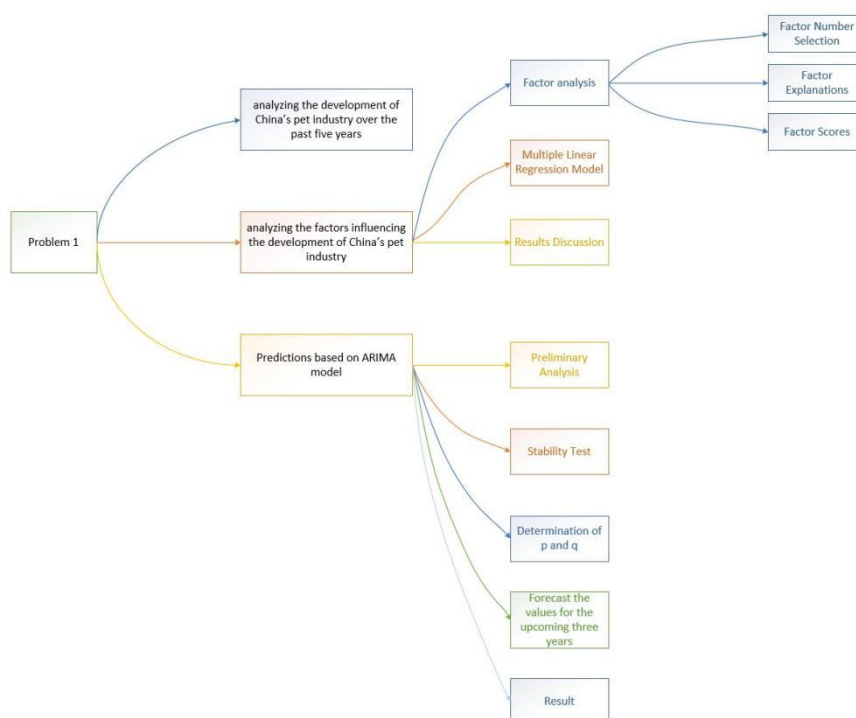 Problem 1
analyzing the development of
China's pet industry over the
past five years
analyzing the factors influencing
the development of China's pet
industry
Predictions based on ARIMA
model
Factor analysis
Multiple Linear
Regression Model
Results Discussion
Preliminary
Analysis
Stability Test
Determination of
p and q
Forecast the
values for the
upcoming three
years
Result
Factor Number
Selection
Factor
Explanations
Factor Scores